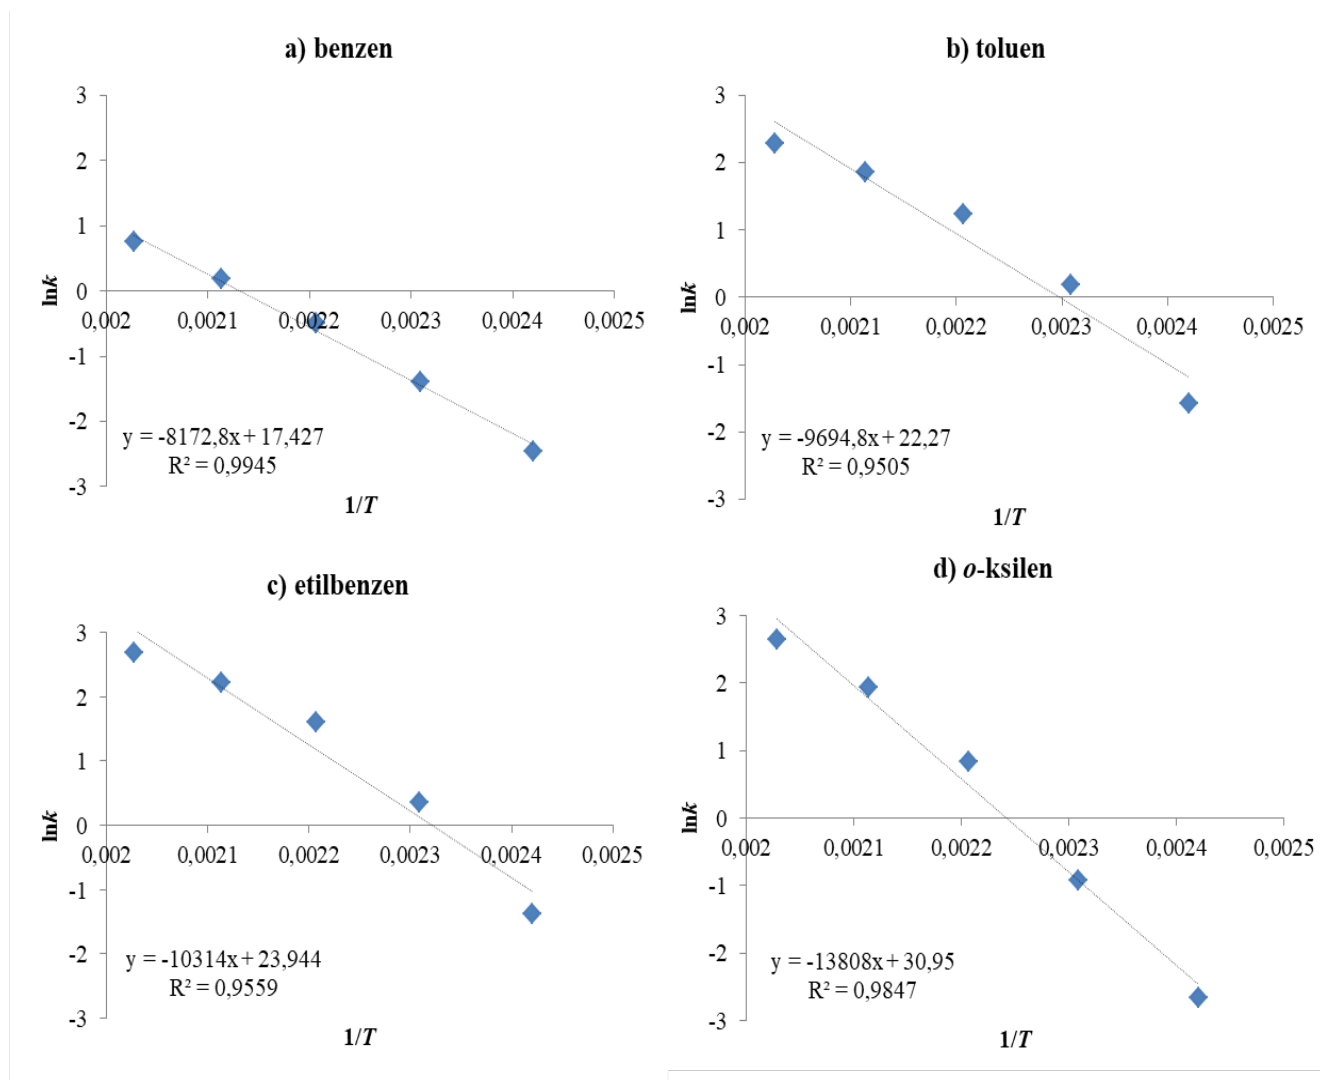 a) benzen
3
2
1
0
-1
-2
-3
0,002 0,0021 0,0022 0,0023 0,0024 0,0025
lnk
y = -8172,8x + 17,427
R² = 0,9945
1/T
b) toluen
3
2
1
0
-1
-2
-3
0,002 0,0021 0,0022 0,0023 0,0024 0,0025
lnk
y = -9694,8x + 22,27
R² = 0,9505
1/T
c) etilbenzen
3
2
1
0
-1
-2
-3
0,002 0,0021 0,0022 0,0023 0,0024 0,0025
lnk
y = -10314x + 23,944
R² = 0,9559
1/T
d) o-ksilen
3
2
1
0
-1
-2
-3
0,002 0,0021 0,0022 0,0023 0,0024 0,0025
lnk
y = -13808x + 30,95
R² = 0,9847
1/T